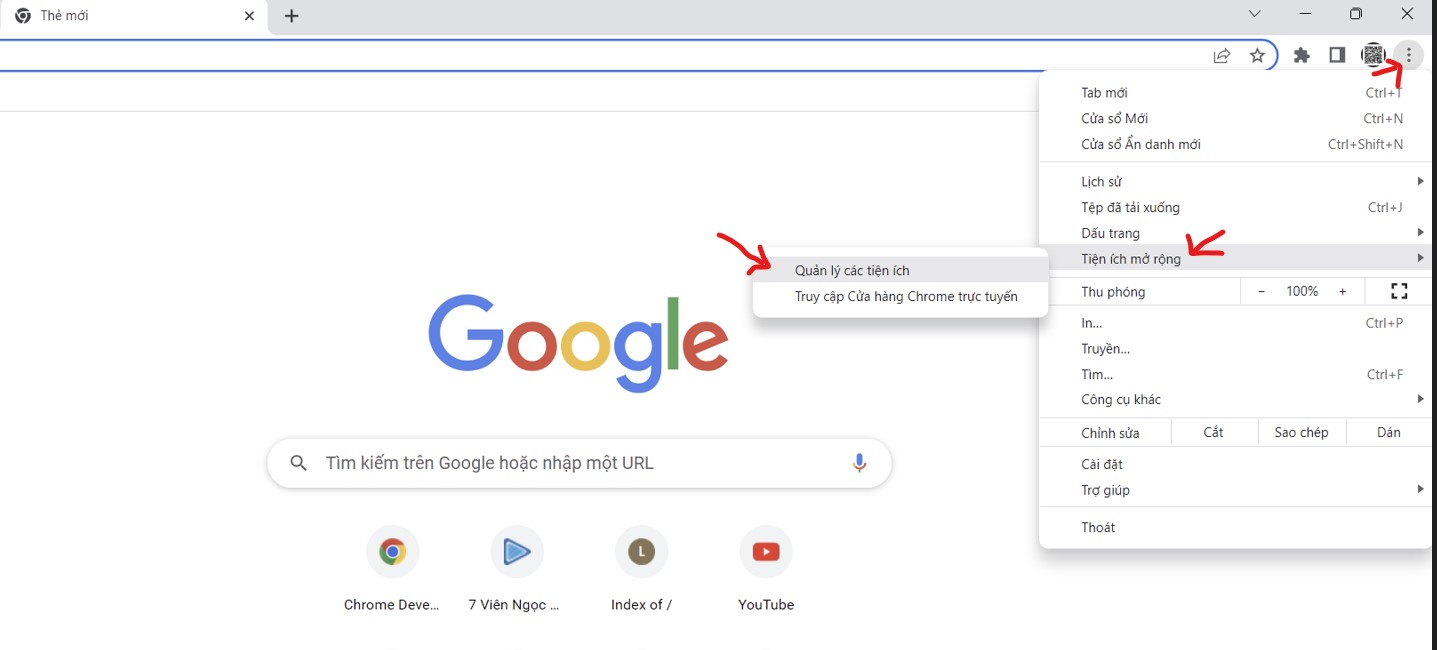 Thẻ mới
Tab mới Ctrl+T
Cửa sổ Mới Ctrl+N
Cửa sổ Ẩn danh mới Ctrl+Shift+N
Lịch sử
Tệp đã tải xuống Ctrl+J
Dấu trang
Tiện ích mở rộng
Quản lý các tiện ích
Truy cập Cửa hàng Chrome trực tuyến
Thu phóng - 100% +
In... Ctrl+P
Truyền...
Tìm... Ctrl+F
Công cụ khác
Chỉnh sửa Cắt Sao chép Dán
Cài đặt
Trợ giúp
Thoát
Google
Tìm kiếm trên Google hoặc nhập một URL
L
Chrome Deve... 7 Viên Ngọc ... Index of / YouTube